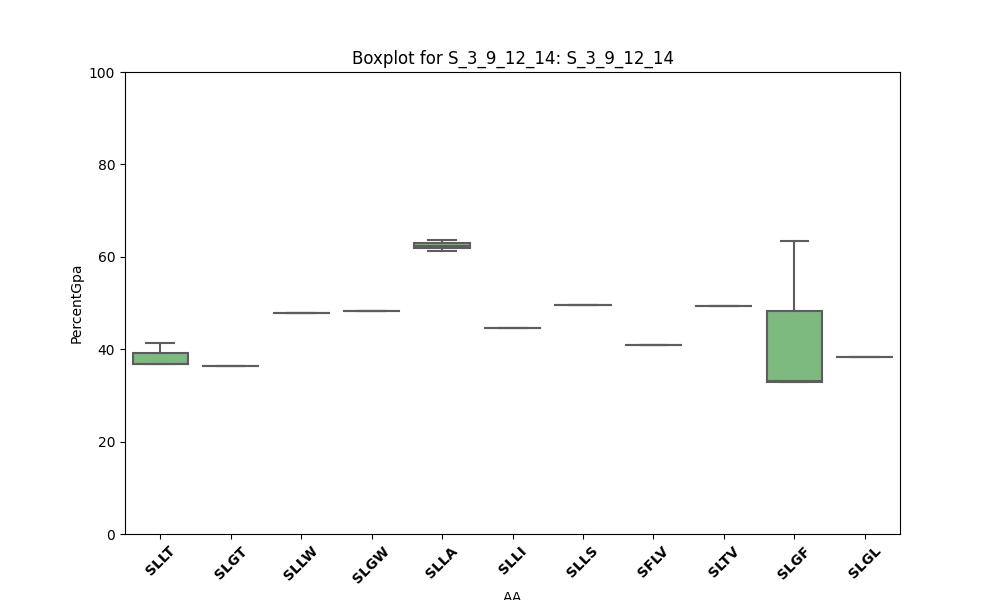 Boxplot for S_3_9_12_14: S_3_9_12_14
100
80
60
40
20
0
PercentGpa
SLLT
SLGT
SLLW
SLGW
SLLA
SLLI
SLLS
SFLV
SLTV
SLGF
SLGL
AA